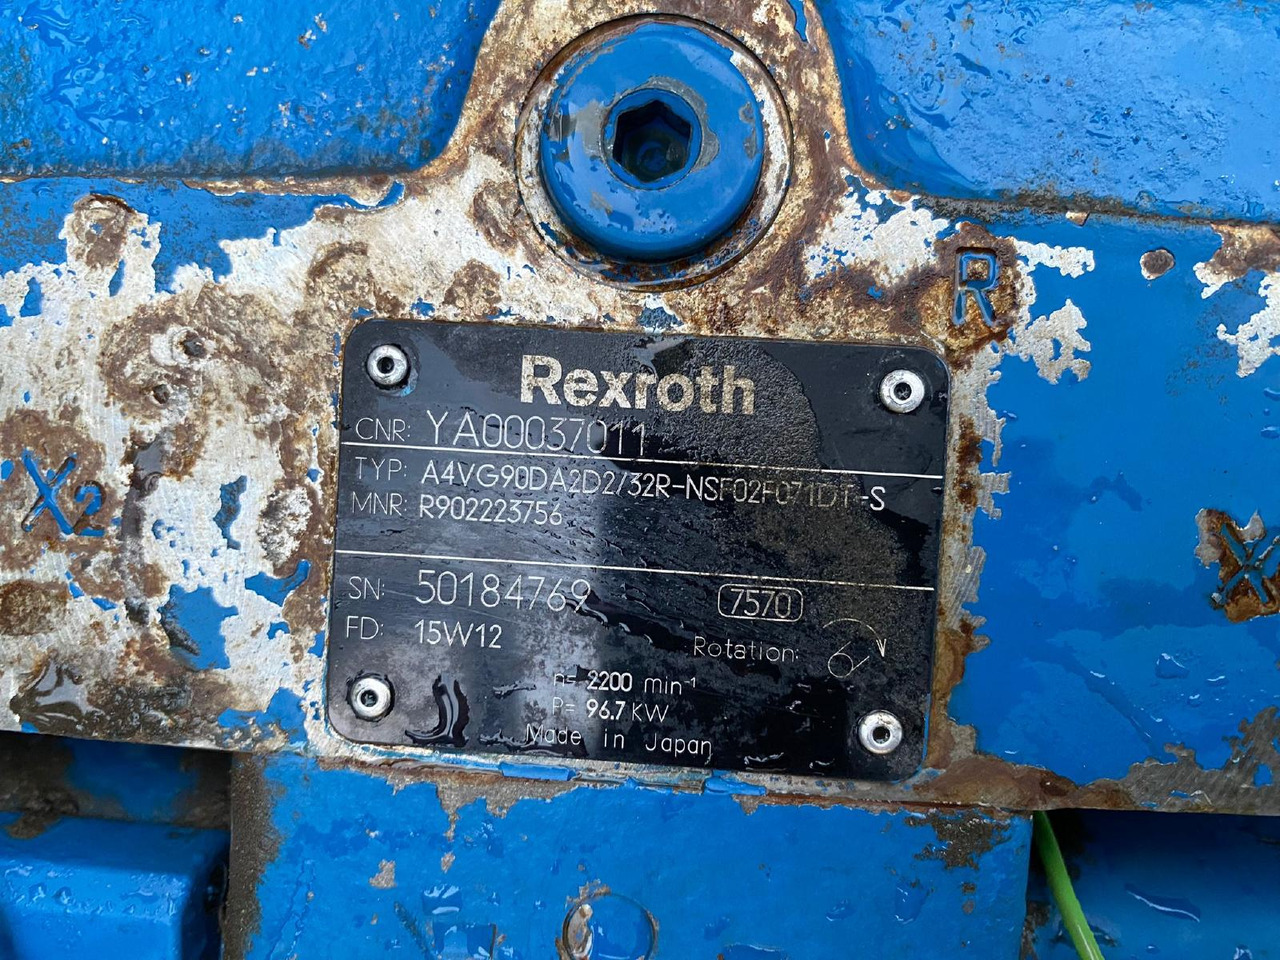 R
Rexroth
CNR: YA00037011
TYP: A4VG90DA2D2/32R-NSF02F071DT-S
MNR: R902223756
X2
SN: 50184769 7570
FD: 15W12
Rotation:
n= 2200 min⁻¹
P= 96.7 KW
Made in Japan
X